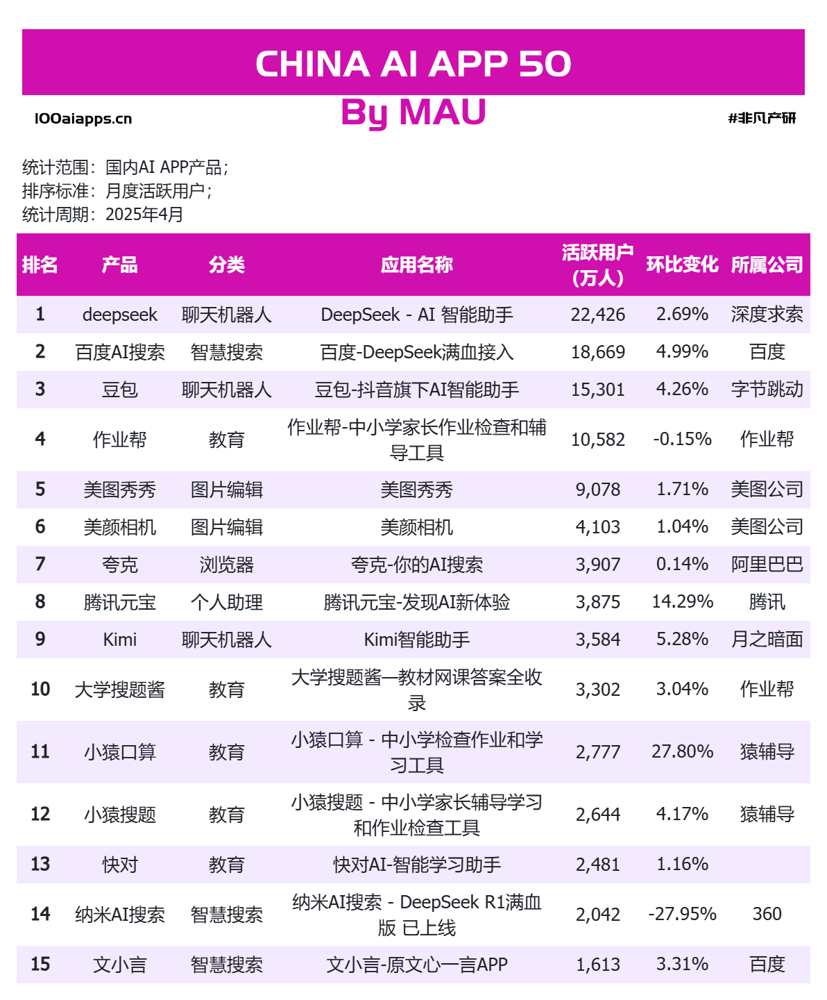 CHINA AI APP 50
By MAU
100aiapps.cn
#非凡产研
统计范围：国内AI APP产品；
排序标准：月度活跃用户；
统计周期：2025年4月
排名 产品 分类 应用名称 活跃用户（万人） 环比变化 所属公司
1 deepseek 聊天机器人 DeepSeek - AI 智能助手 22,426 2.69% 深度求索
2 百度AI搜索 智慧搜索 百度-DeepSeek满血接入 18,669 4.99% 百度
3 豆包 聊天机器人 豆包-抖音旗下AI智能助手 15,301 4.26% 字节跳动
4 作业帮 教育 作业帮-中小学家长作业检查和辅导工具 10,582 -0.15% 作业帮
5 美图秀秀 图片编辑 美图秀秀 9,078 1.71% 美图公司
6 美颜相机 图片编辑 美颜相机 4,103 1.04% 美图公司
7 夸克 浏览器 夸克-你的AI搜索 3,907 0.14% 阿里巴巴
8 腾讯元宝 个人助理 腾讯元宝-发现AI新体验 3,875 14.29% 腾讯
9 Kimi 聊天机器人 Kimi智能助手 3,584 5.28% 月之暗面
10 大学搜题酱 教育 大学搜题酱—教材网课答案全收录 3,302 3.04% 作业帮
11 小猿口算 教育 小猿口算 - 中小学检查作业和学习工具 2,777 27.80% 猿辅导
12 小猿搜题 教育 小猿搜题 - 中小学家长辅导学习和作业检查工具 2,644 4.17% 猿辅导
13 快对 教育 快对AI-智能学习助手 2,481 1.16%
14 纳米AI搜索 智慧搜索 纳米AI搜索 - DeepSeek R1满血版 已上线 2,042 -27.95% 360
15 文小言 智慧搜索 文小言-原文心一言APP 1,613 3.31% 百度